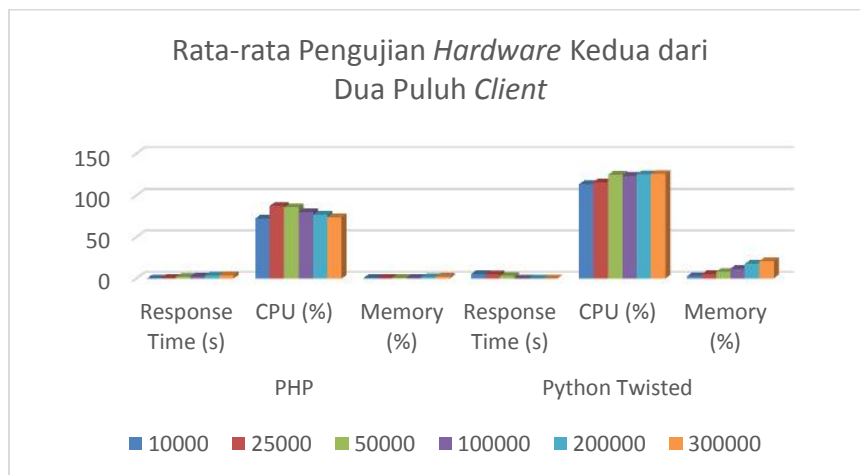 Rata-rata Pengujian Hardware Kedua dari
Dua Puluh Client
150
100
50
0
Response Time (s)
CPU (%)
Memory (%)
Response Time (s)
CPU (%)
Memory (%)
PHP
Python Twisted
10000
25000
50000
100000
200000
300000